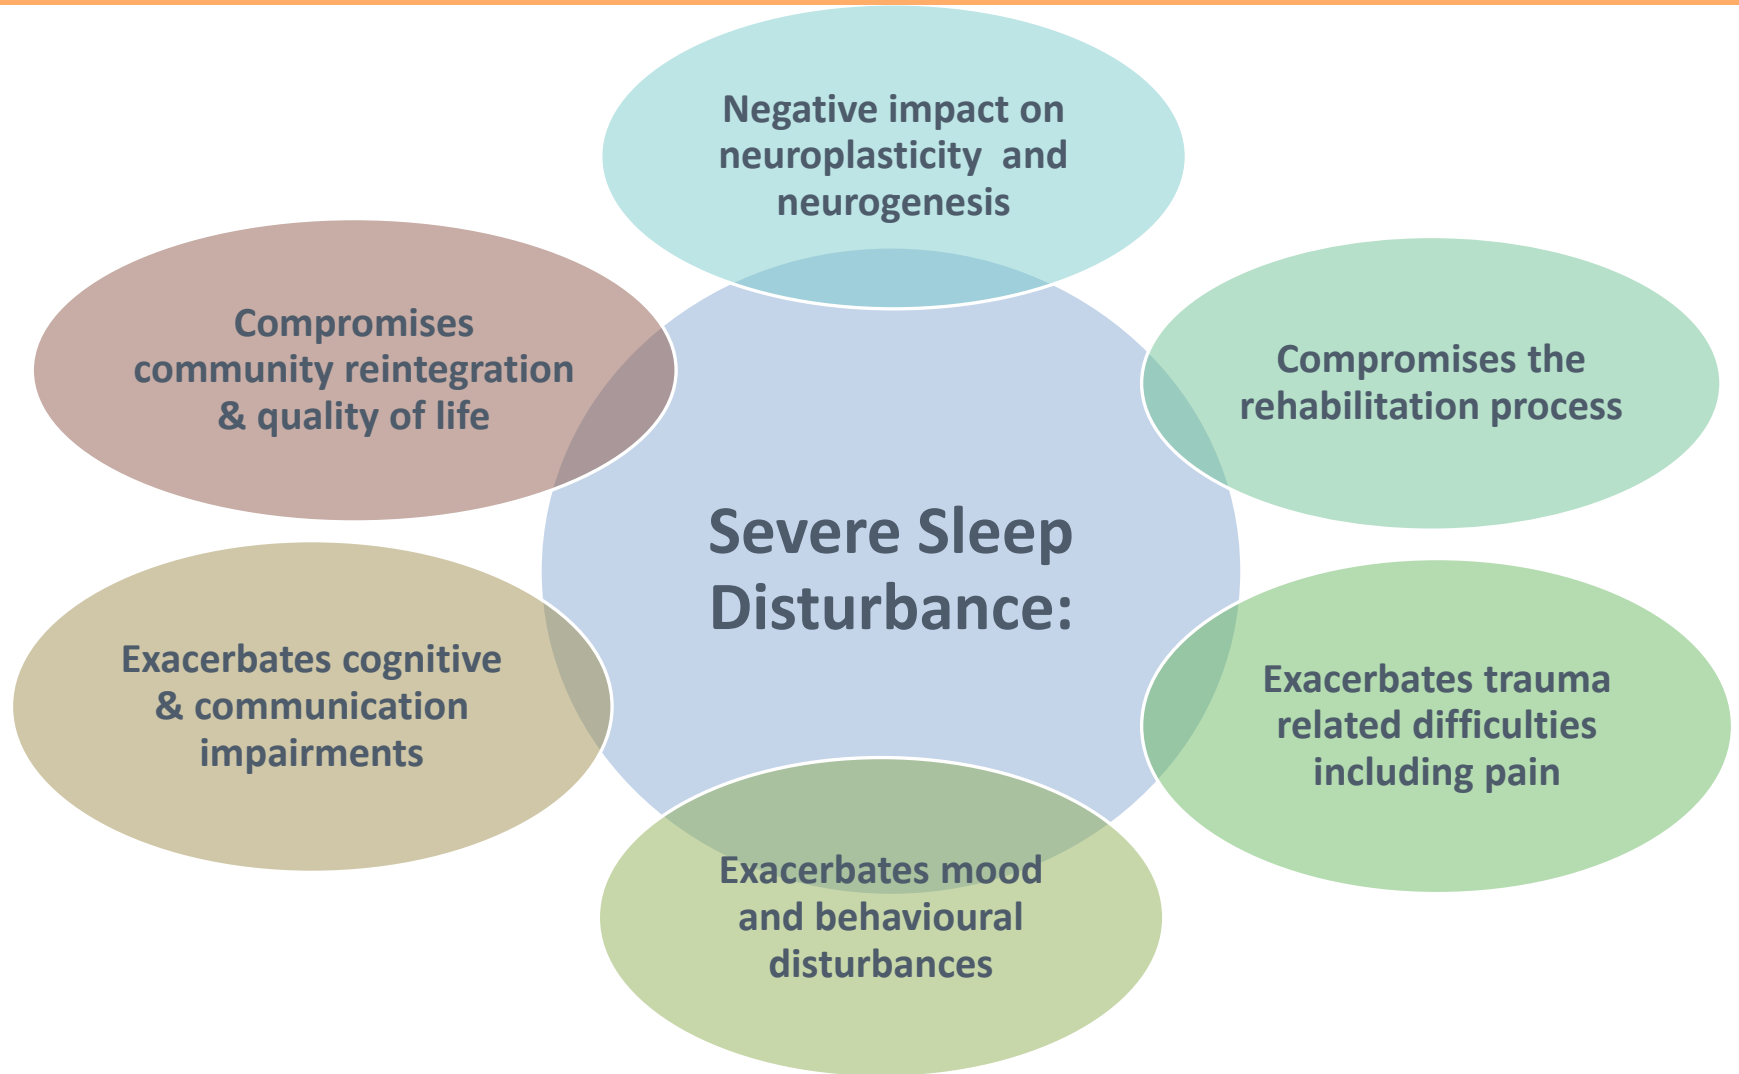 Negative impact on
neuroplasticity and
neurogenesis
Compromises the
rehabilitation process
Exacerbates trauma
related difficulties
including pain
Exacerbates mood
and behavioural
disturbances
Exacerbates cognitive
& communication
impairments
Compromises
community reintegration
& quality of life
Severe Sleep
Disturbance: